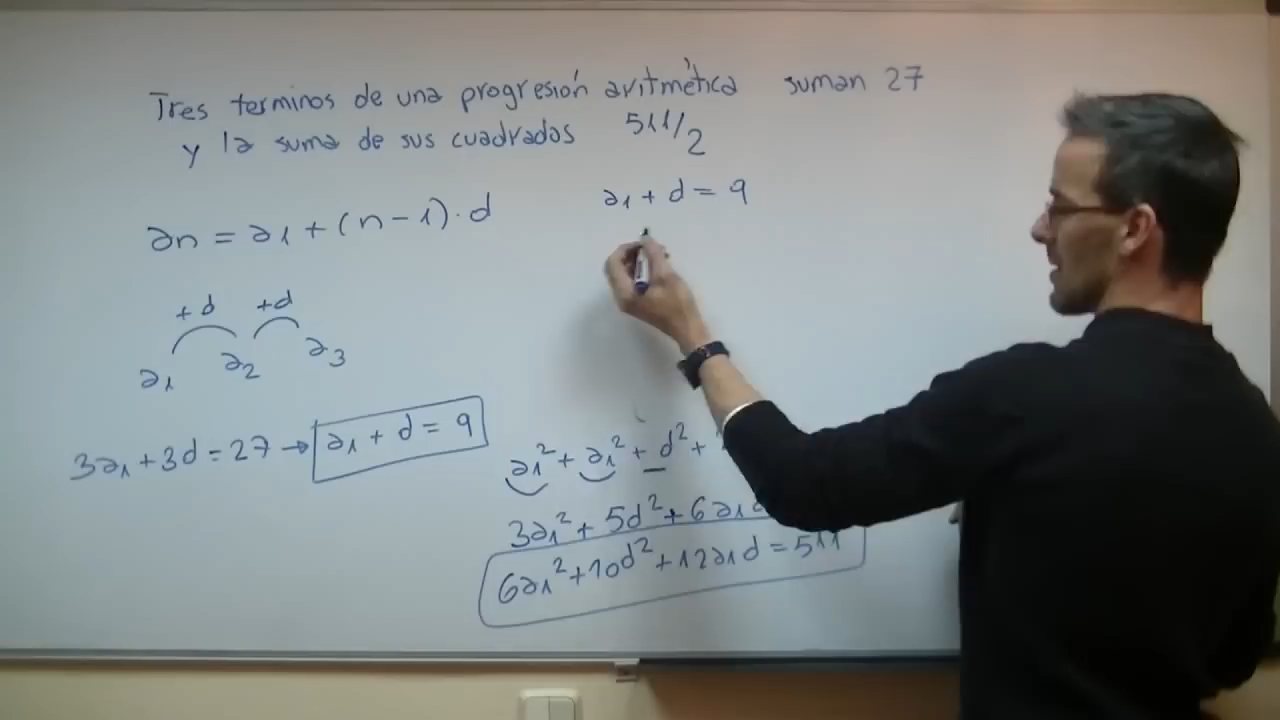 Tres terminos de una progresión aritmética suman 27
y la suma de sus cuadrados 511/2
an = a1 + (n-1)·d
a1 + d = 9
+d +d
a1 a2 a3
3a1+3d=27 → a1 + d = 9
a1² + a1² + d² +
3a1² + 5d² + 6a1d
6a1²+10d²+12a1d=511